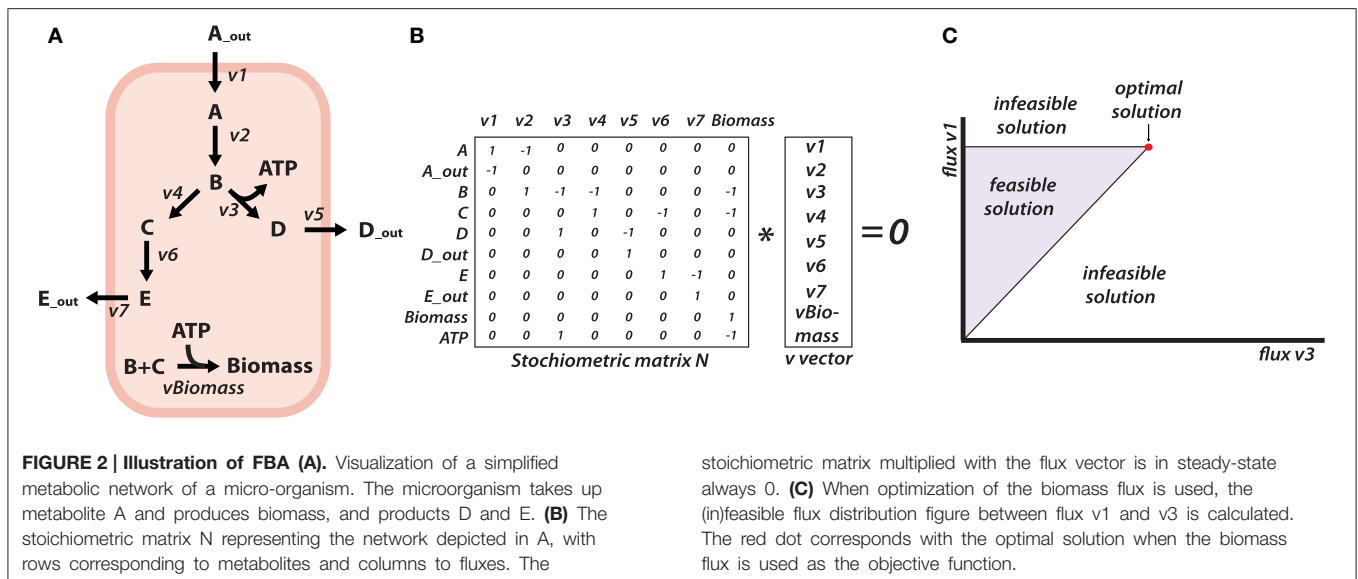 A
A_out
v1
A
v2
B
ATP
v4
v3
v5
C
D
D_out
v6
E_out
E
v7
ATP
B+C
Biomass
vBiomass
B
v1 v2 v3 v4 v5 v6 v7 Biomass
A 1 -1 0 0 0 0 0 0
A_out -1 0 0 0 0 0 0 0
B 0 1 -1 -1 0 0 0 -1
C 0 0 0 1 0 -1 0 -1
D 0 0 1 0 -1 0 0 0
D_out 0 0 0 0 1 0 0 0
E 0 0 0 0 0 1 -1 0
E_out 0 0 0 0 0 0 1 0
Biomass 0 0 0 0 0 0 0 1
ATP 0 0 1 0 0 0 0 -1
Stochiometric matrix N
*
v1
v2
v3
v4
v5
v6
v7
vBio-
mass
v vector
=0
C
flux v1
infeasible
solution
optimal
solution
feasible
solution
infeasible
solution
flux v3
FIGURE 2 | Illustration of FBA (A). Visualization of a simplified
metabolic network of a micro-organism. The microorganism takes up
metabolite A and produces biomass, and products D and E. (B) The
stoichiometric matrix N representing the network depicted in A, with
rows corresponding to metabolites and columns to fluxes. The
stoichiometric matrix multiplied with the flux vector is in steady-state
always 0. (C) When optimization of the biomass flux is used, the
(in)feasible flux distribution figure between flux v1 and v3 is calculated.
The red dot corresponds with the optimal solution when the biomass
flux is used as the objective function.